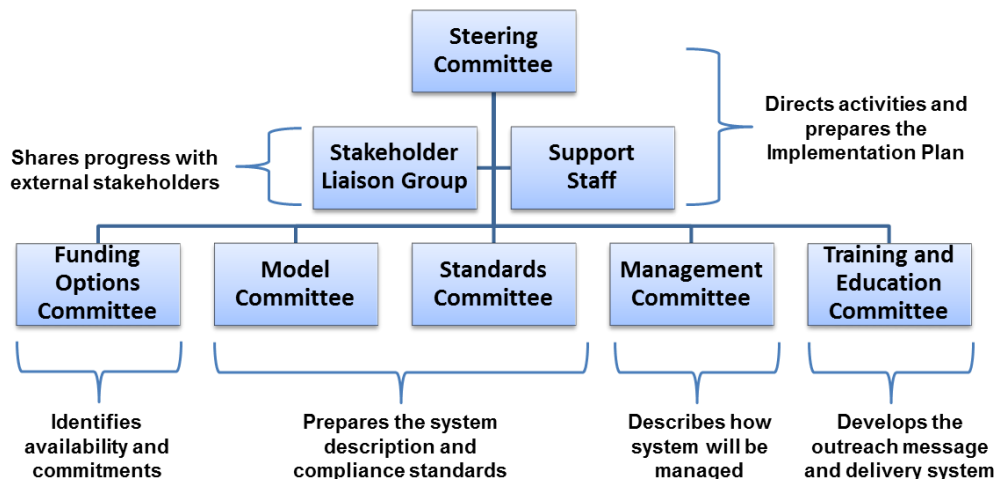 Steering
Committee
Directs activities and
prepares the
Implementation Plan
Shares progress with
external stakeholders
Stakeholder
Liaison Group
Support
Staff
Funding
Options
Committee
Model
Committee
Standards
Committee
Management
Committee
Training and
Education
Committee
Identifies
availability and
commitments
Prepares the system
description and
compliance standards
Describes how
system will be
managed
Develops the
outreach message
and delivery system